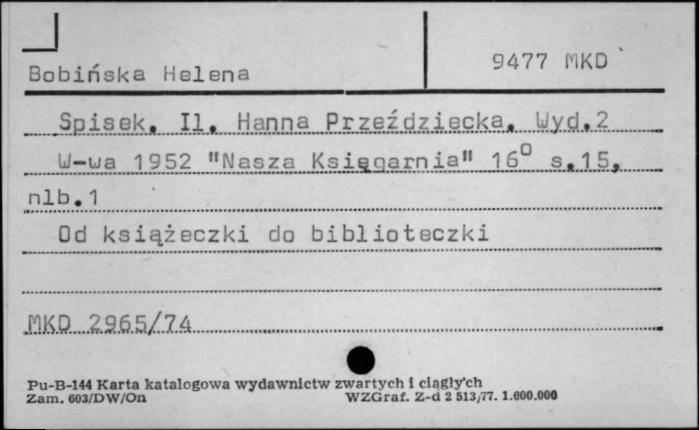 Bobińska Helena
9477 MKD
Spisek. Il. Hanna Przeździecka. Wyd.2
W-wa 1952 "Nasza Księgarnia" 16° s.15,
nlb.1
Od książeczki do biblioteczki
MKD 2965/74
Pu-B-144 Karta katalogowa wydawnictw zwartych i ciągłych
Zam. 603/DW/On WZGraf. Z-d 2 513/77. 1.000.000